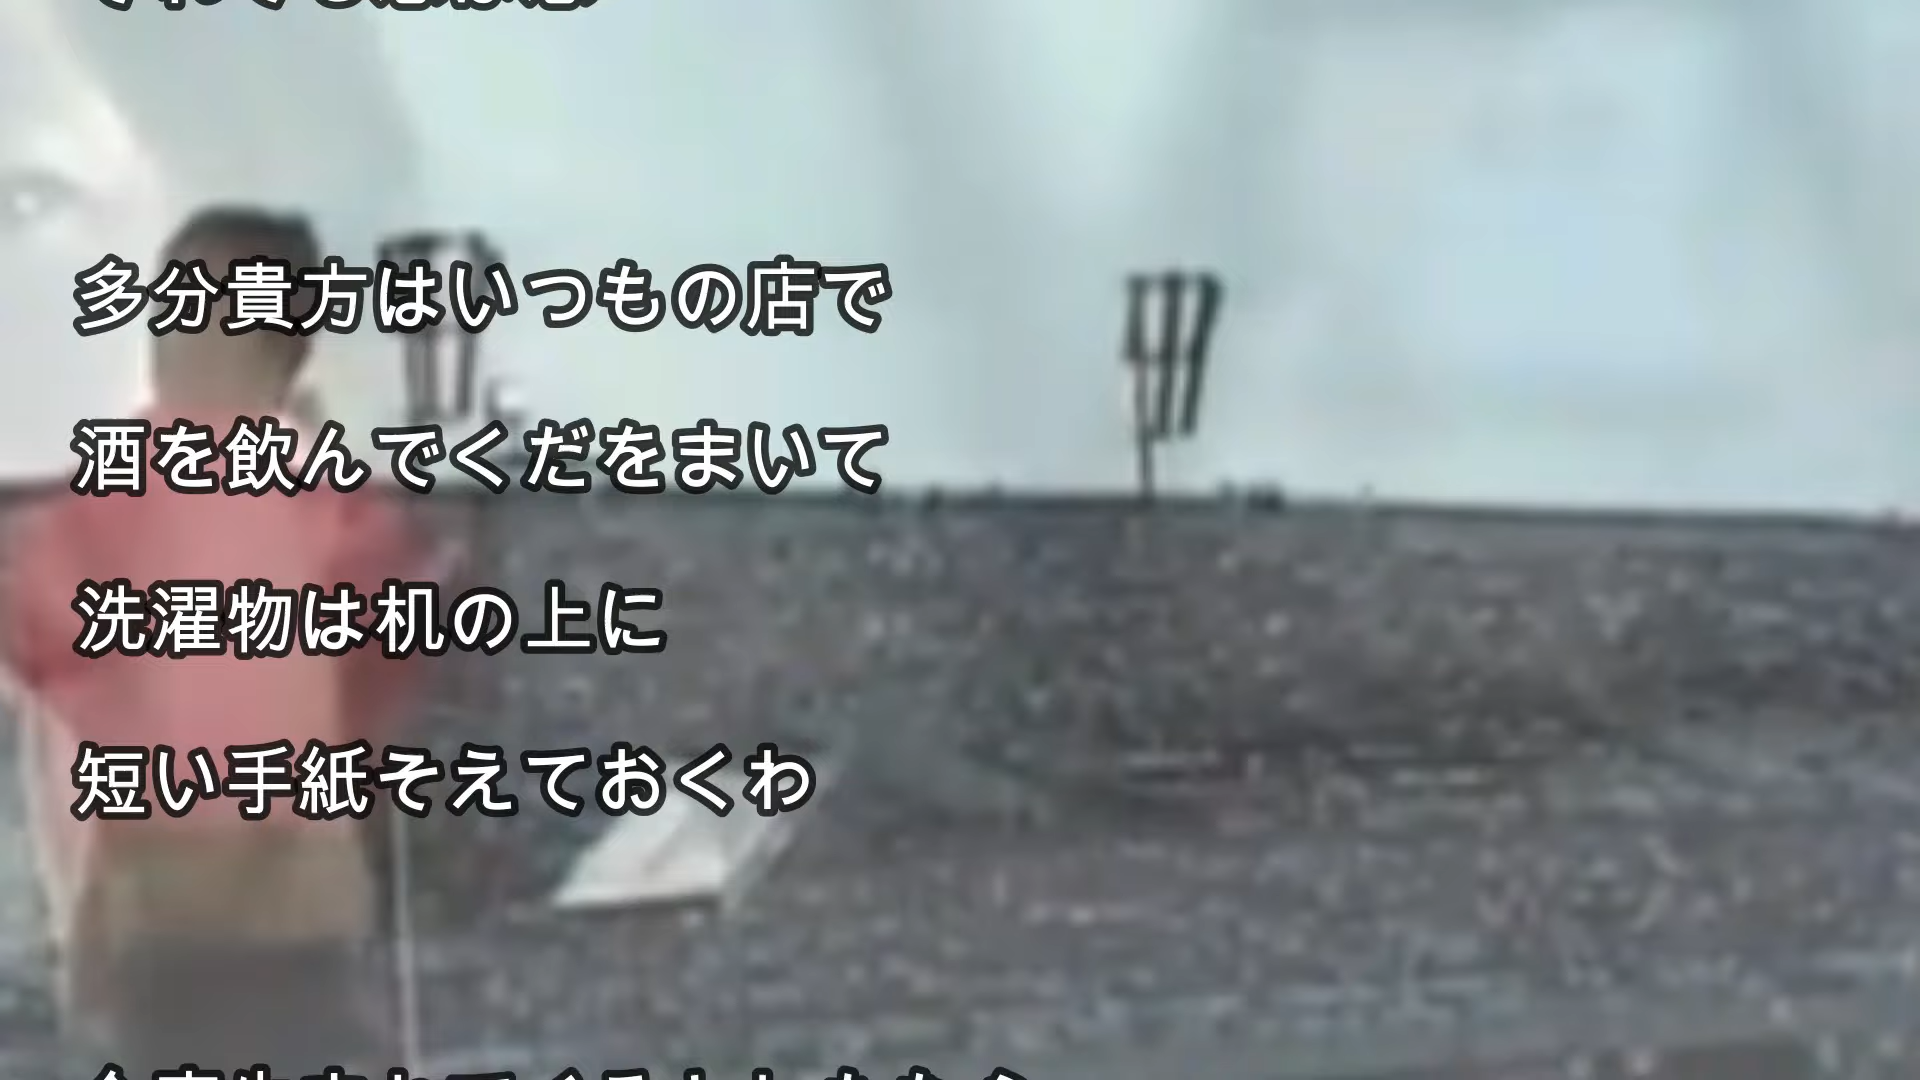 多分貴方はいつもの店で
酒を飲んでくだをまいて
洗濯物は机の上に
短い手紙そえておくわ